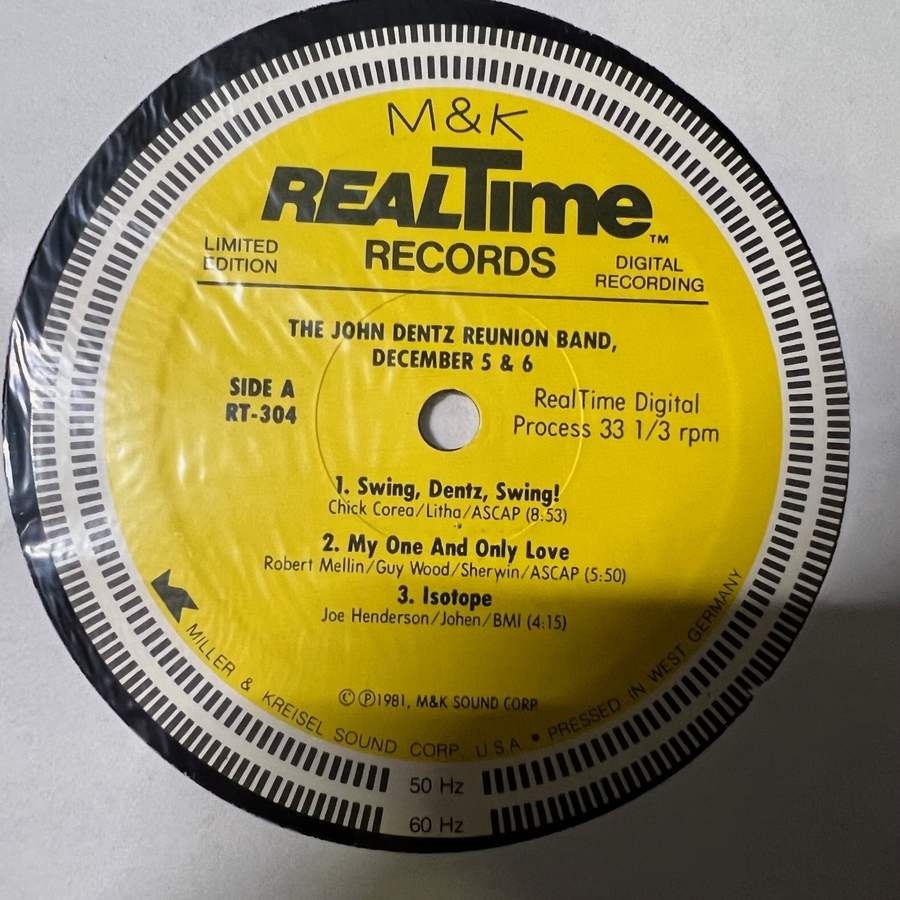 M&K
REALTime™
RECORDS
LIMITED
EDITION
DIGITAL
RECORDING
THE JOHN DENTZ REUNION BAND,
DECEMBER 5 & 6
SIDE A
RT-304
RealTime Digital
Process 33 1/3 rpm
1. Swing, Dentz, Swing!
Chick Corea/Litha/ASCAP (8:53)
2. My One And Only Love
Robert Mellin/Guy Wood/Sherwin/ASCAP (5:50)
3. Isotope
Joe Henderson/Johen/BMI (4:15)
© ℗1981, M&K SOUND CORP.
MILLER & KREISEL SOUND CORP. U.S.A. • PRESSED IN WEST GERMANY
50 Hz
60 Hz